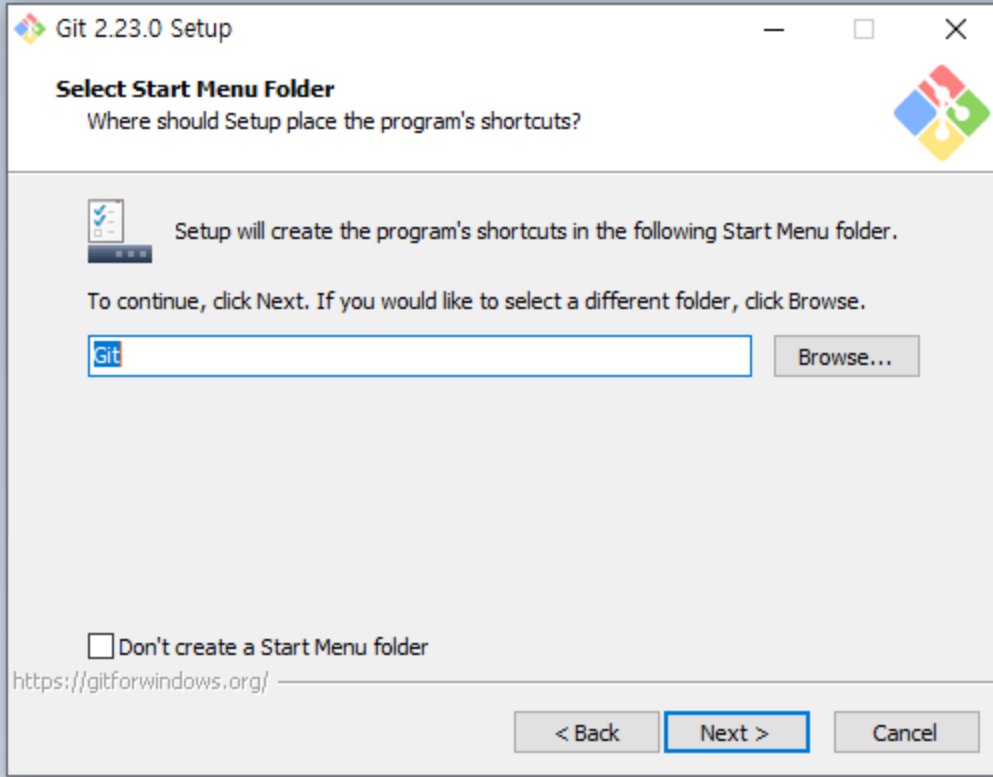 Git 2.23.0 Setup
Select Start Menu Folder
Where should Setup place the program's shortcuts?
Setup will create the program's shortcuts in the following Start Menu folder.
To continue, click Next. If you would like to select a different folder, click Browse.
Git
Browse...
Don't create a Start Menu folder
https://gitforwindows.org/
< Back
Next >
Cancel